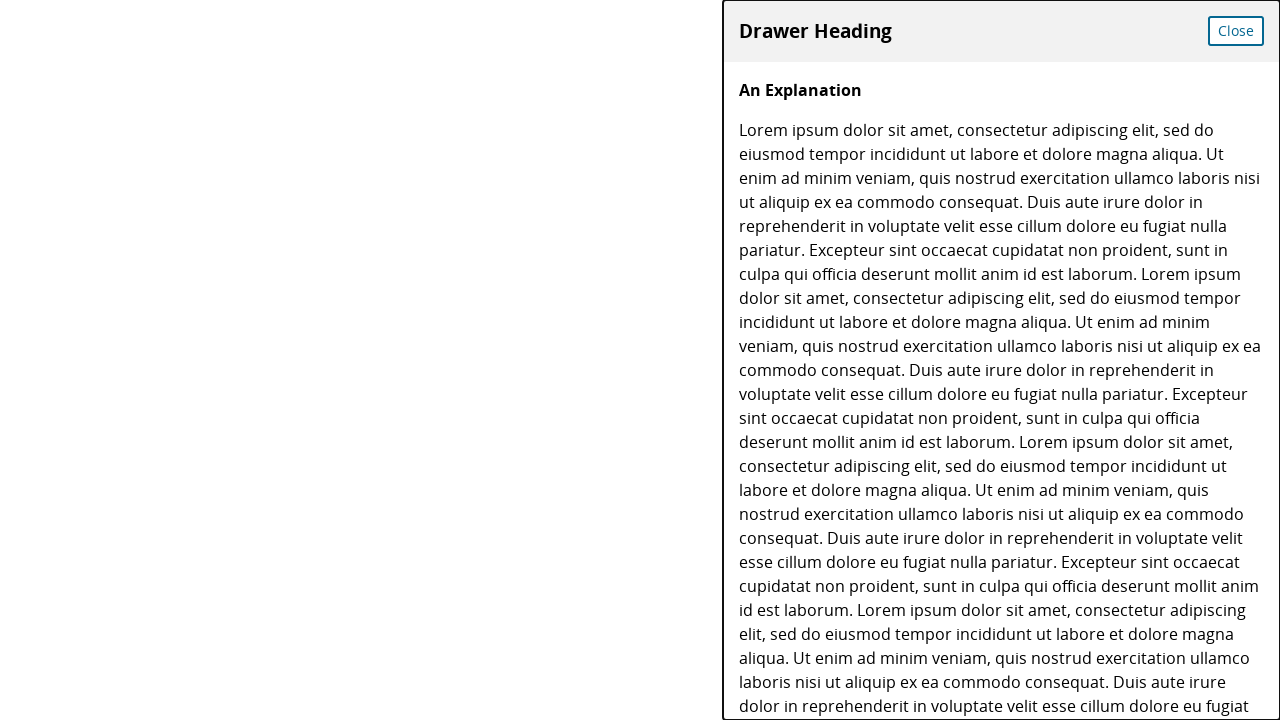 Drawer Heading
Close
An Explanation
Lorem ipsum dolor sit amet, consectetur adipiscing elit, sed do
eiusmod tempor incididunt ut labore et dolore magna aliqua. Ut
enim ad minim veniam, quis nostrud exercitation ullamco laboris nisi
ut aliquip ex ea commodo consequat. Duis aute irure dolor in
reprehenderit in voluptate velit esse cillum dolore eu fugiat nulla
pariatur. Excepteur sint occaecat cupidatat non proident, sunt in
culpa qui officia deserunt mollit anim id est laborum. Lorem ipsum
dolor sit amet, consectetur adipiscing elit, sed do eiusmod tempor
incididunt ut labore et dolore magna aliqua. Ut enim ad minim
veniam, quis nostrud exercitation ullamco laboris nisi ut aliquip ex ea
commodo consequat. Duis aute irure dolor in reprehenderit in
voluptate velit esse cillum dolore eu fugiat nulla pariatur. Excepteur
sint occaecat cupidatat non proident, sunt in culpa qui officia
deserunt mollit anim id est laborum. Lorem ipsum dolor sit amet,
consectetur adipiscing elit, sed do eiusmod tempor incididunt ut
labore et dolore magna aliqua. Ut enim ad minim veniam, quis
nostrud exercitation ullamco laboris nisi ut aliquip ex ea commodo
consequat. Duis aute irure dolor in reprehenderit in voluptate velit
esse cillum dolore eu fugiat nulla pariatur. Excepteur sint occaecat
cupidatat non proident, sunt in culpa qui officia deserunt mollit anim
id est laborum. Lorem ipsum dolor sit amet, consectetur adipiscing
elit, sed do eiusmod tempor incididunt ut labore et dolore magna
aliqua. Ut enim ad minim veniam, quis nostrud exercitation ullamco
laboris nisi ut aliquip ex ea commodo consequat. Duis aute irure
dolor in reprehenderit in voluptate velit esse cillum dolore eu fugiat